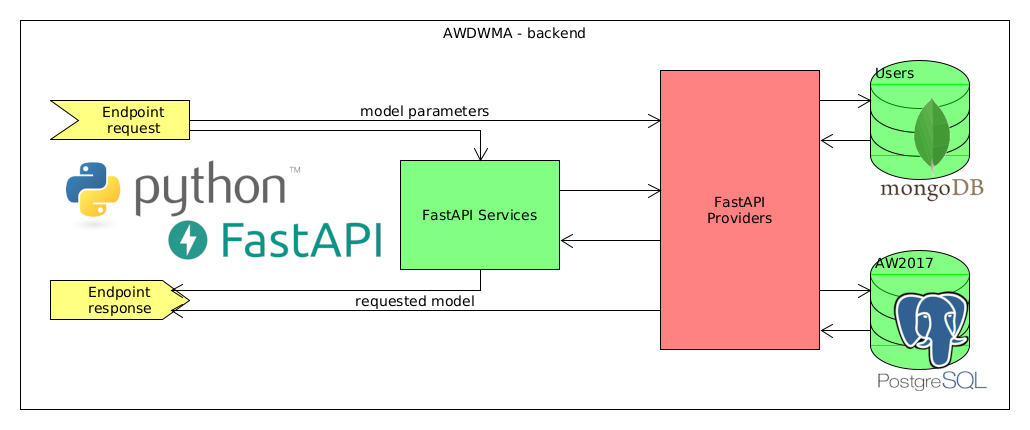 AWDWMA - backend
Users
Endpoint
request
model parameters
mongoDB
python™
FastAPI Services
FastAPI
Providers
FastAPI
AW2017
Endpoint
response
requested model
PostgreSQL